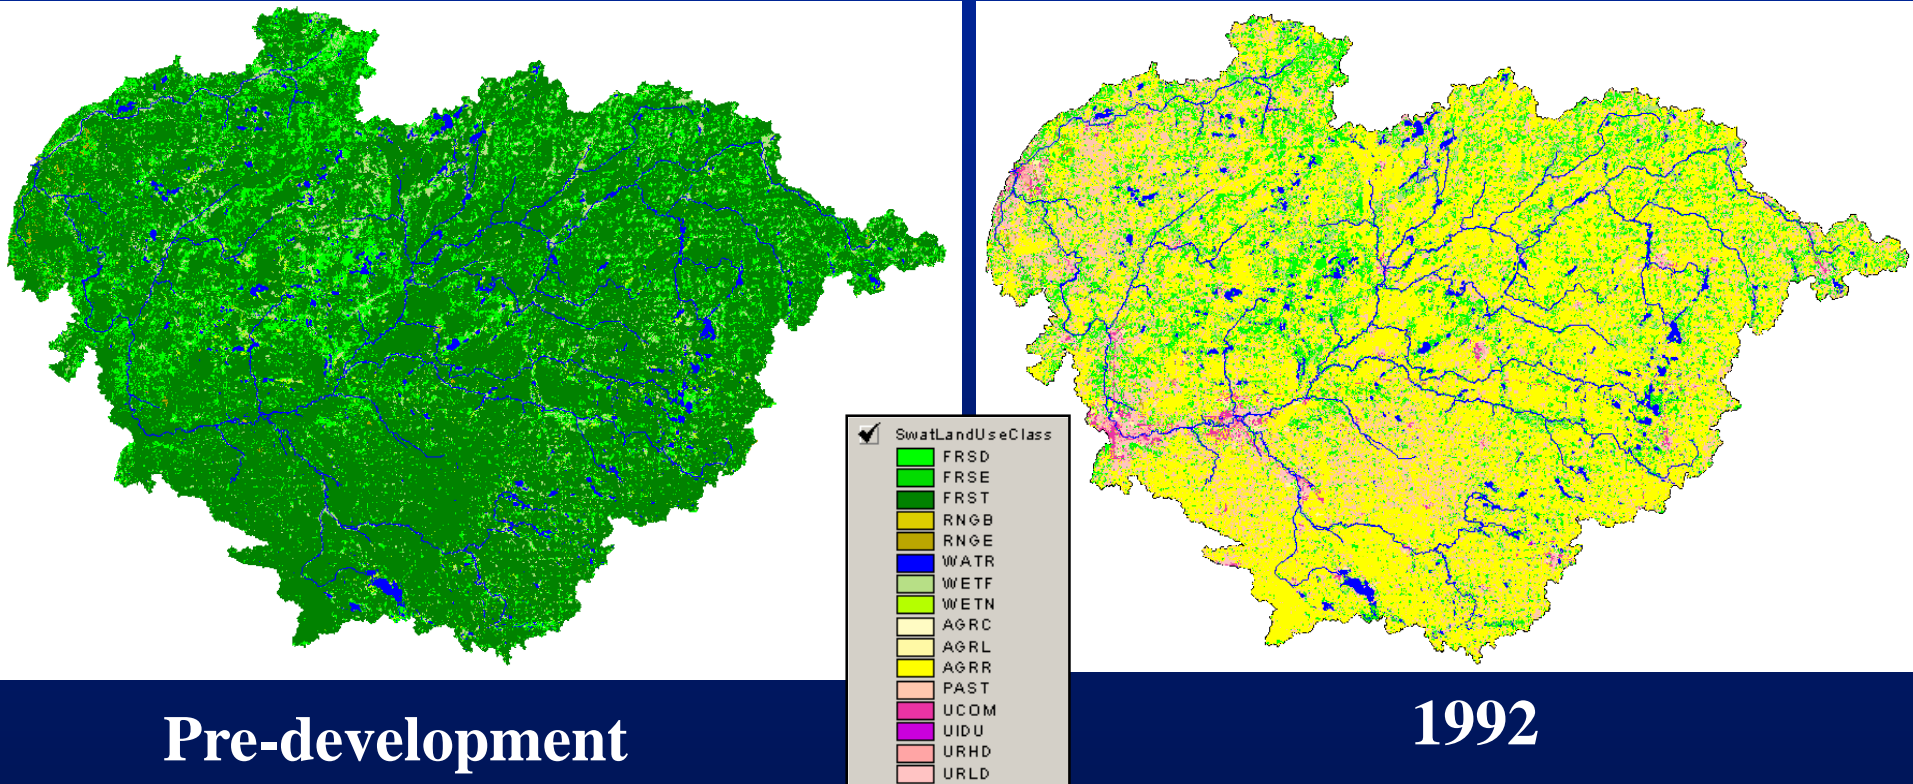 SwatLandUseClass
FRSD
FRSE
FRST
RNGB
RNGE
WATR
WETF
WETN
AGRC
AGRL
AGRR
PAST
UCOM
UIDU
URHD
URLD
Pre-development
1992